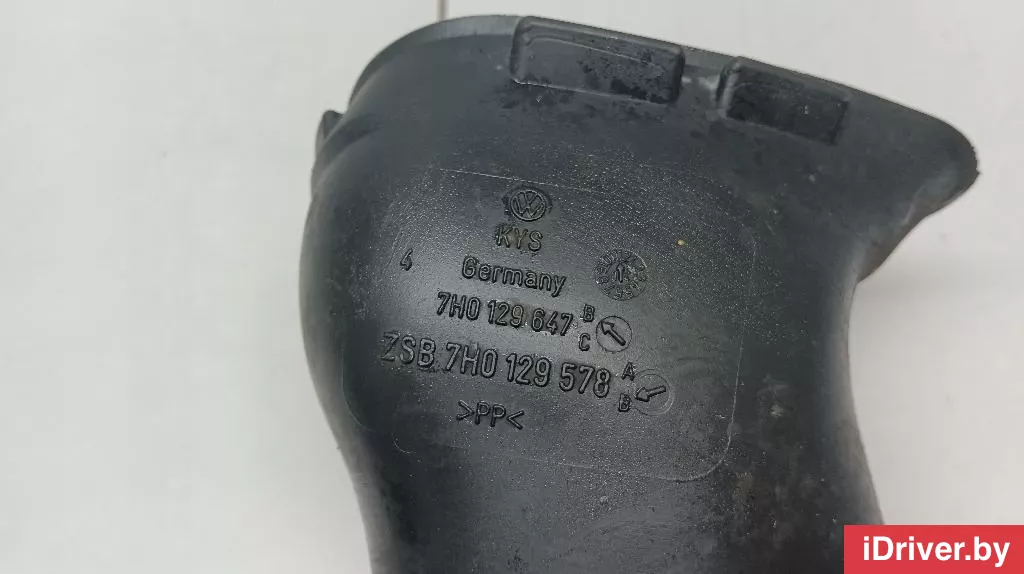 KYS
4 Germany
7H0 129 647 B C
ZSB 7H0 129 578 A B
>PP<
iDriver.by